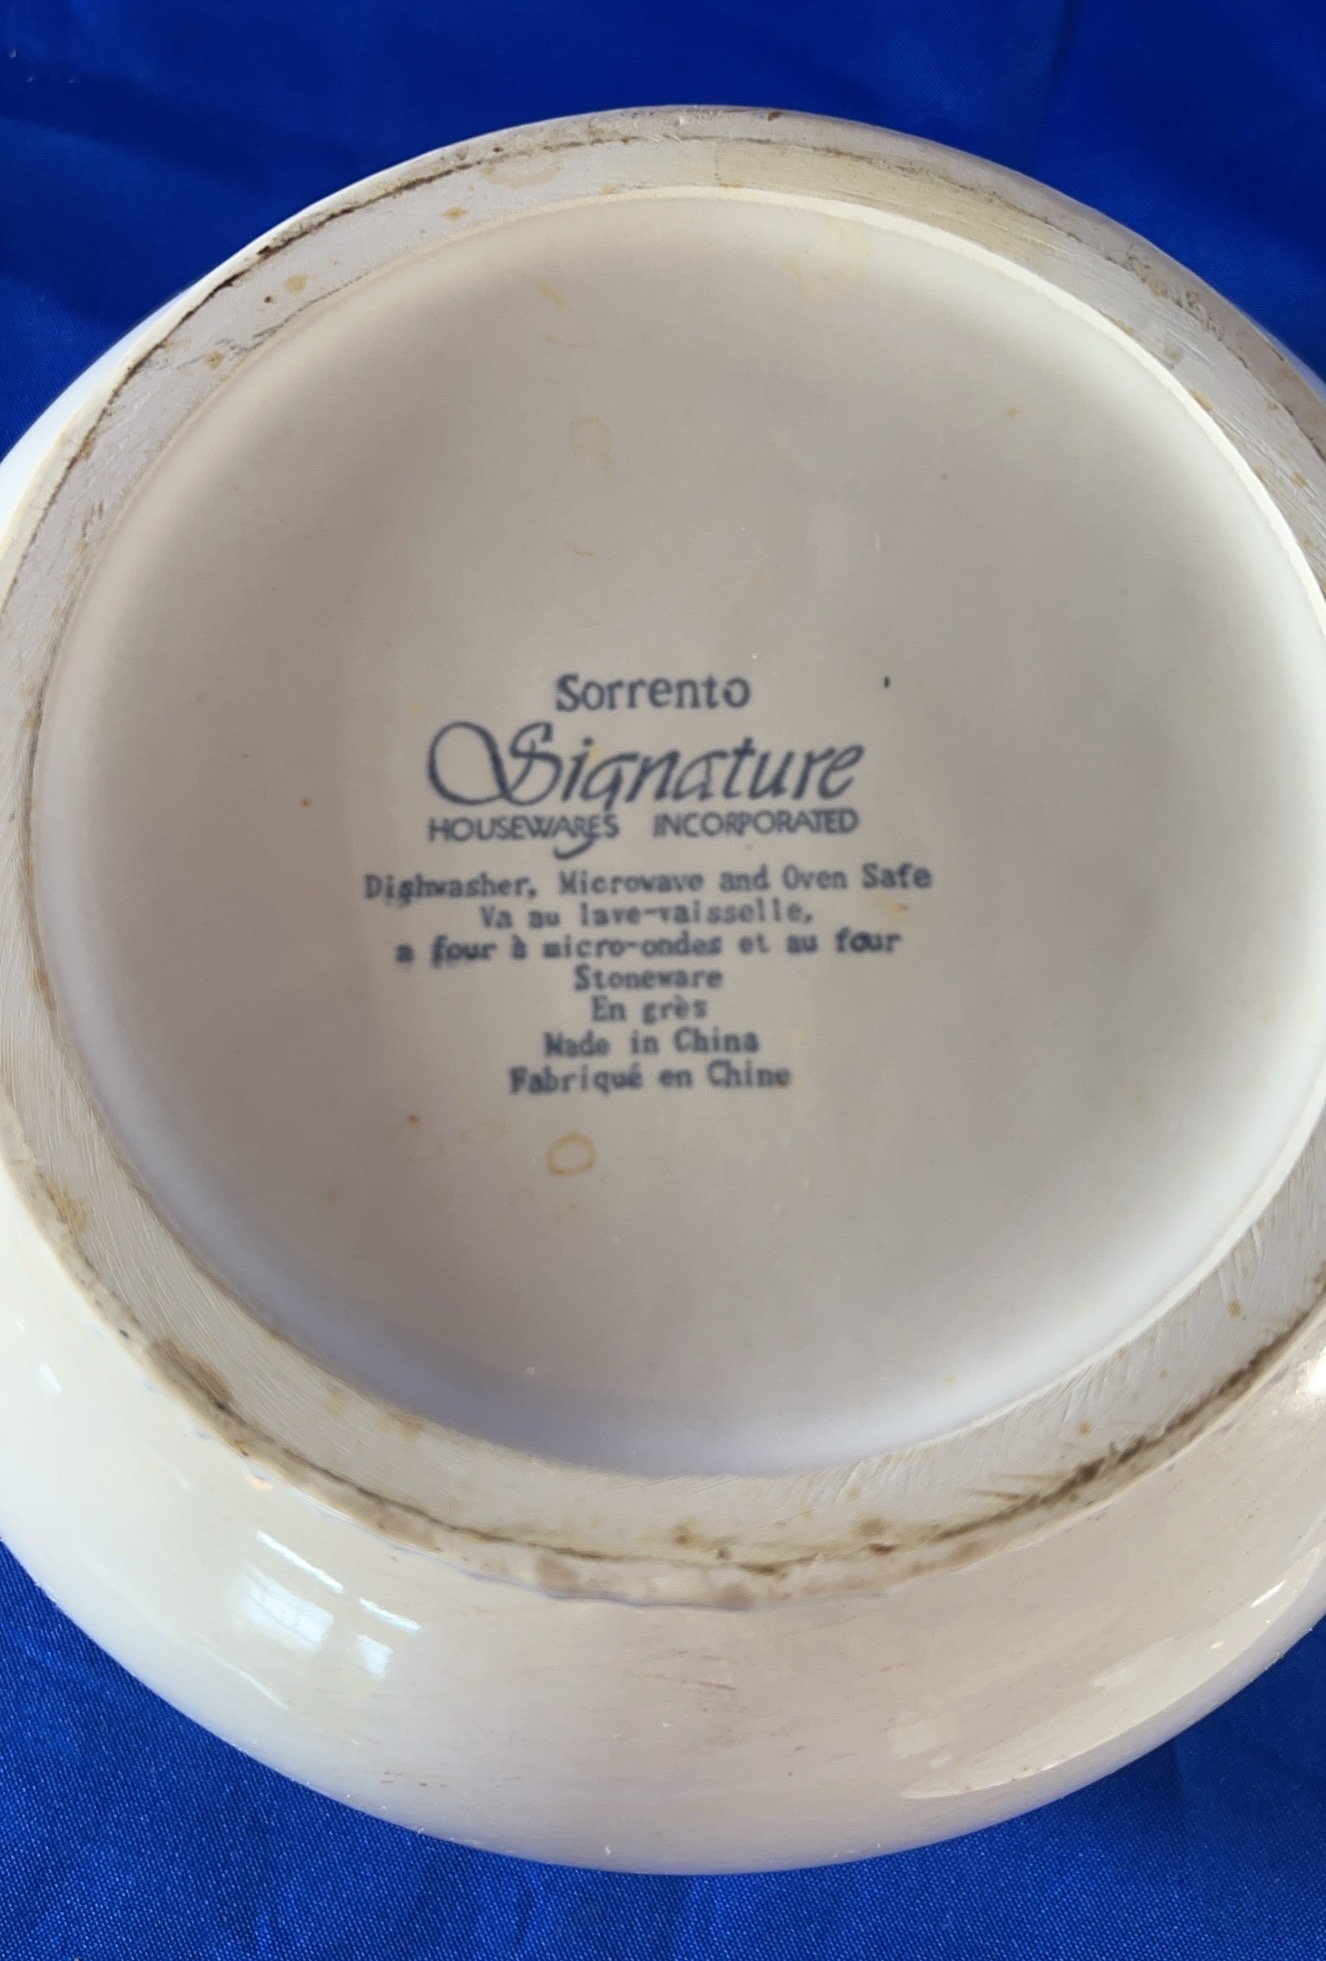 Sorrento
Signature
HOUSEWARES INCORPORATED
Dishwasher, Microwave and Oven Safe
Va au lave-vaisselle,
a four à micro-ondes et au four
Stoneware
En grès
Made in China
Fabriqué en Chine